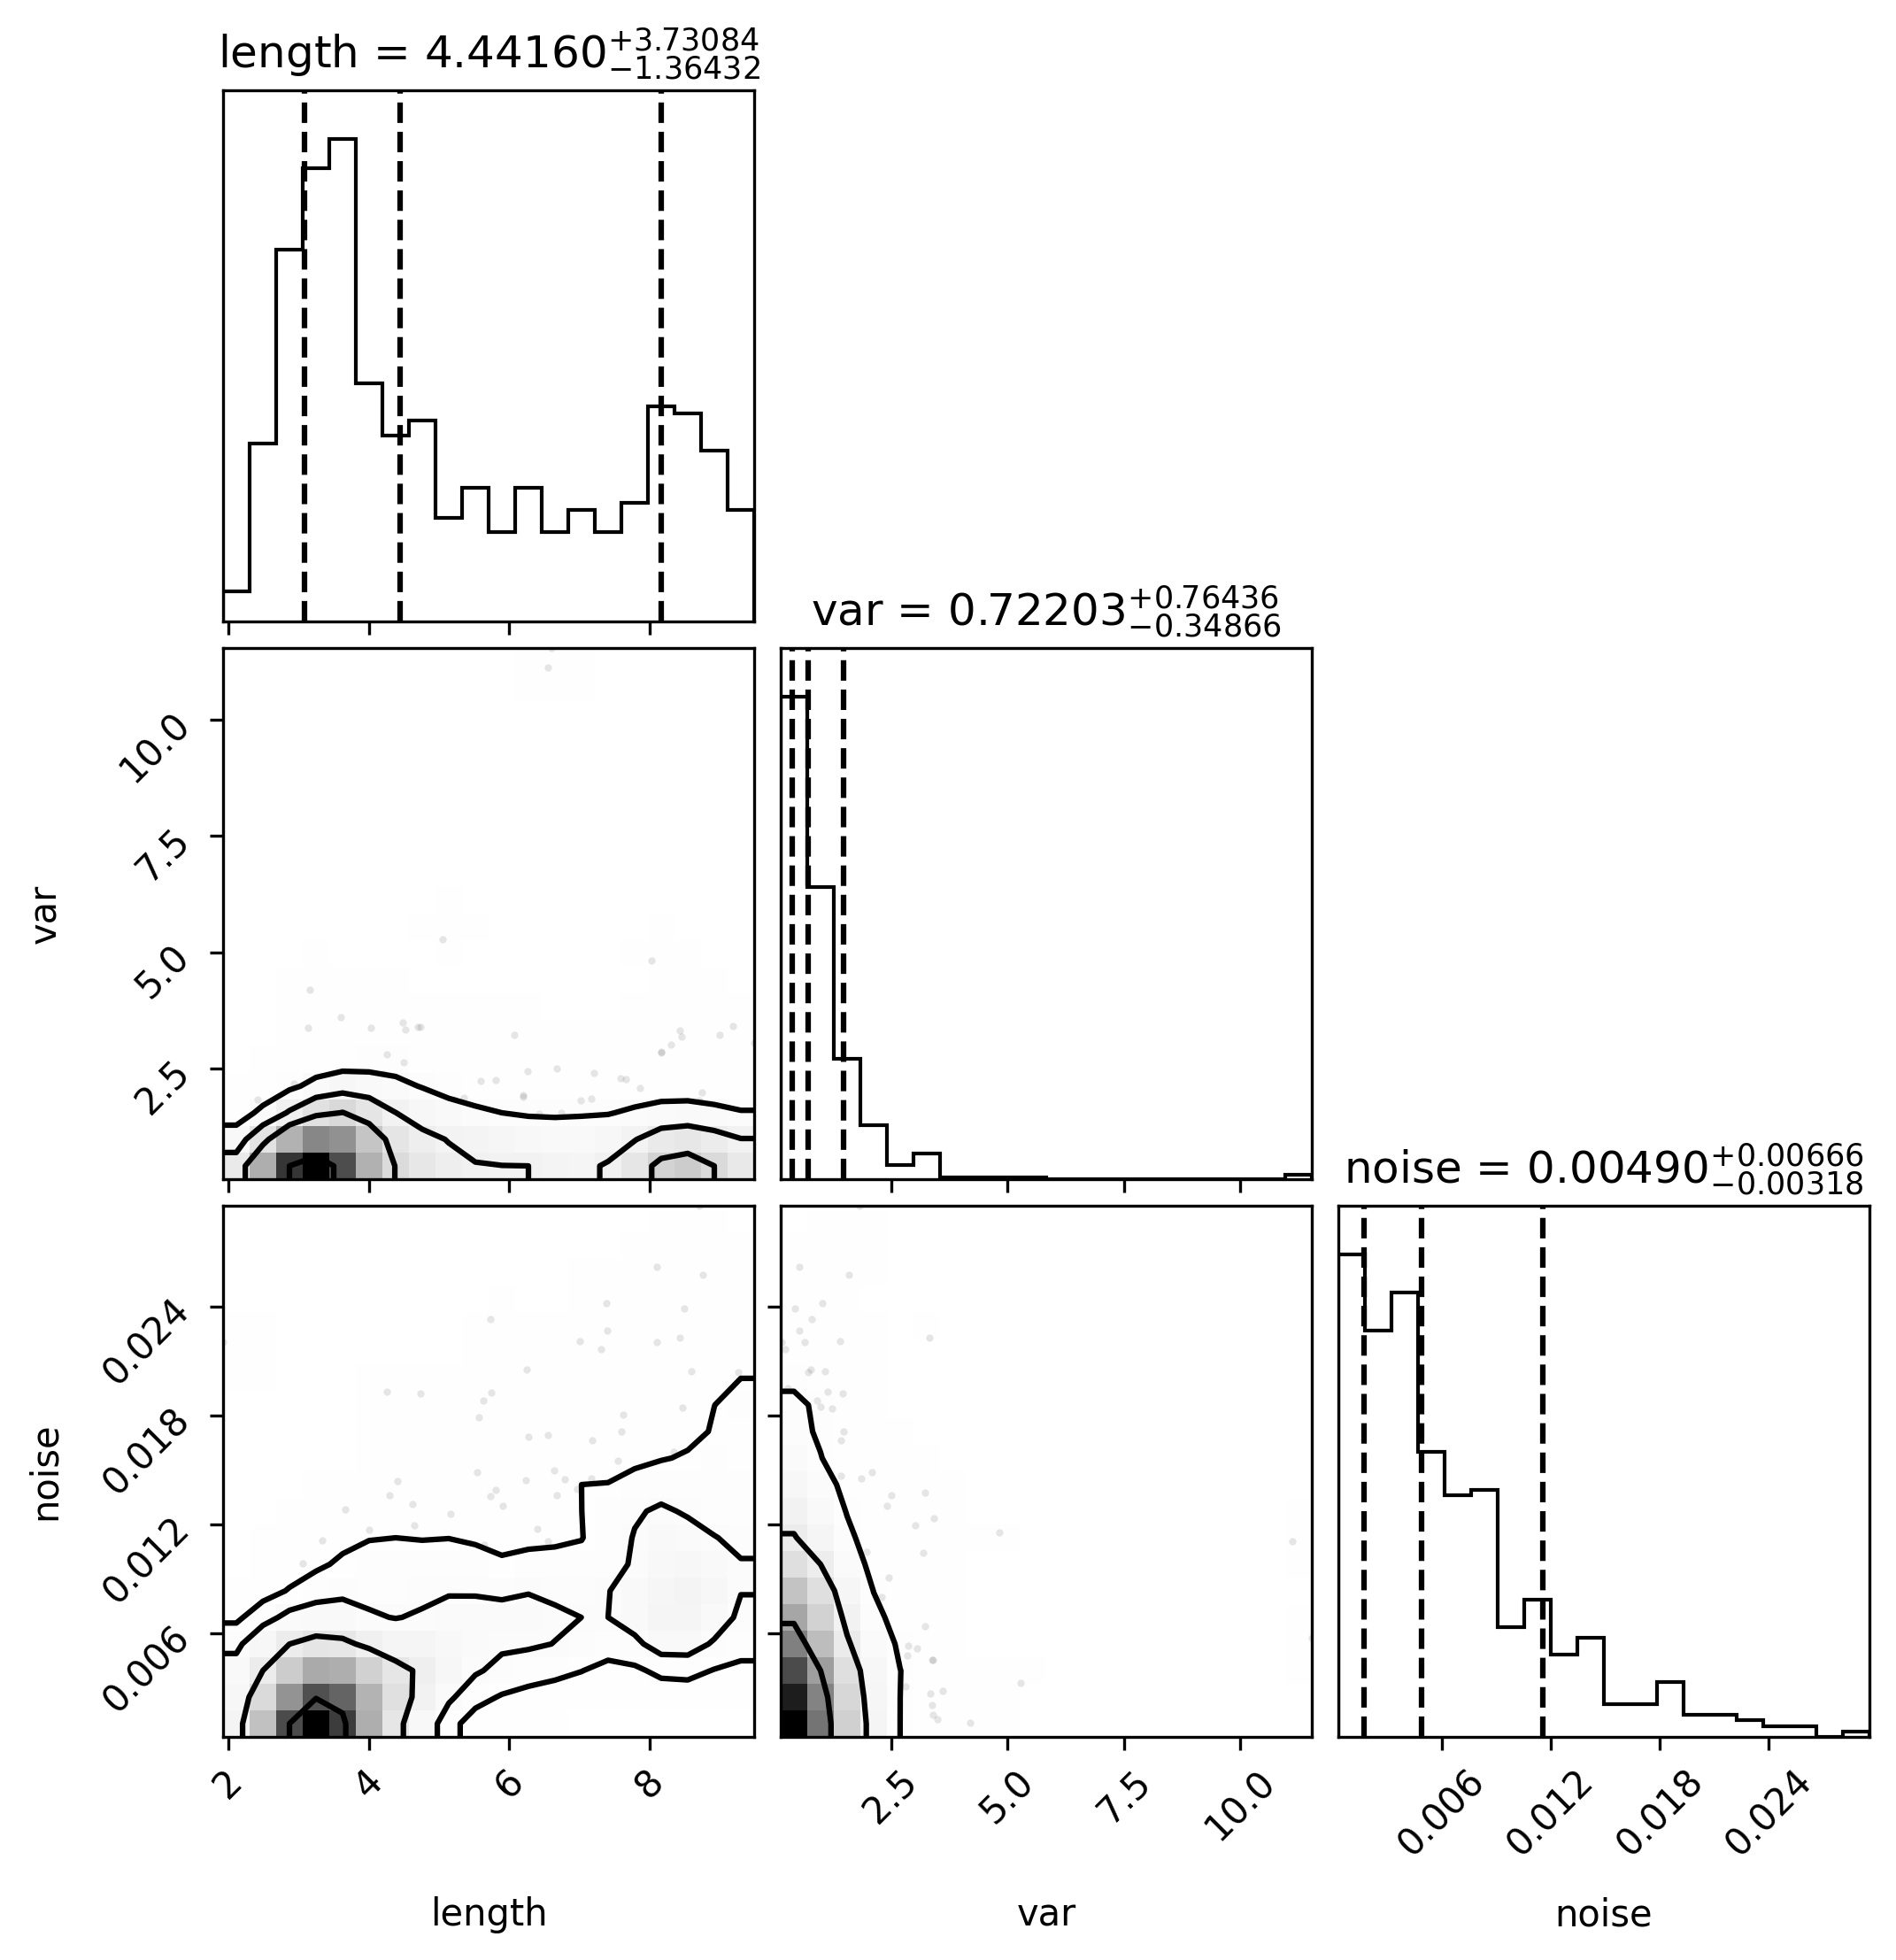 length = 4.44160 +3.73084 −1.36432
var = 0.72203 +0.76436 −0.34866
10.0
7.5
5.0
2.5
var
noise = 0.00490 +0.00666 −0.00318
0.024
0.018
0.012
0.006
noise
2 4 6 8
2.5 5.0 7.5 10.0
0.006 0.012 0.018 0.024
length
var
noise